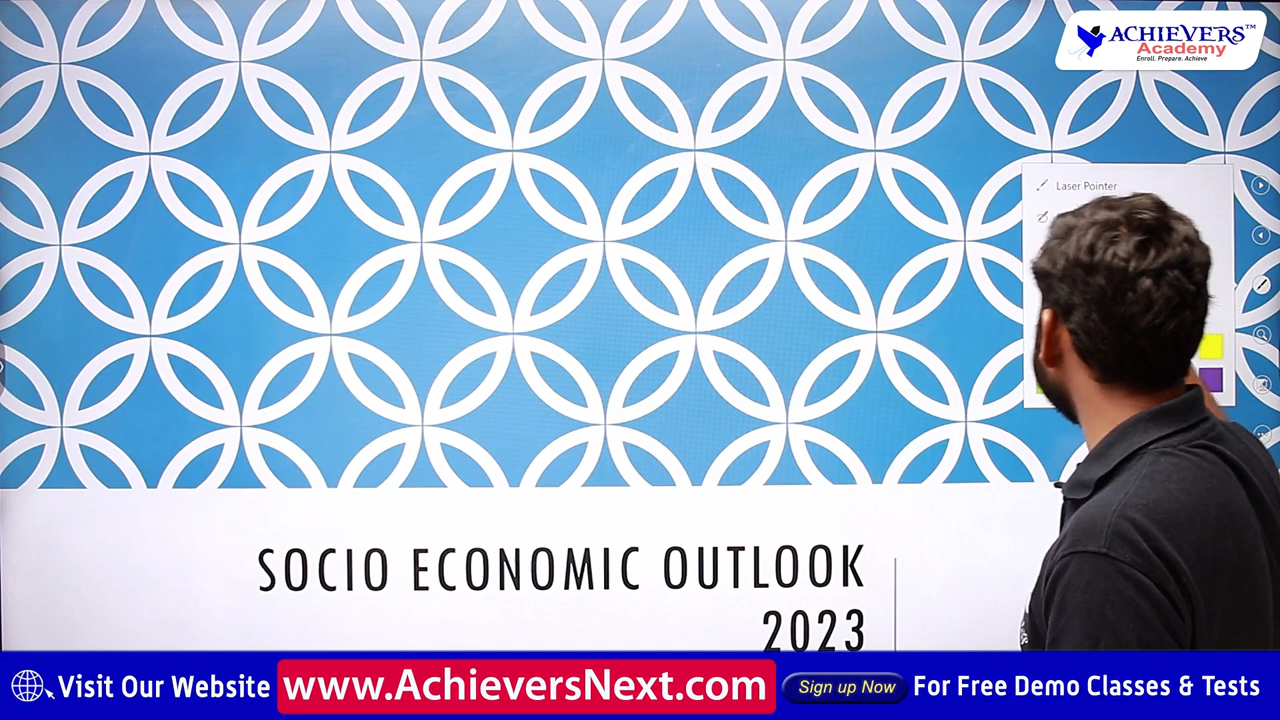 ACHIEVERS™
Academy
Enroll. Prepare. Achieve
Laser Pointer
SOCIO ECONOMIC OUTLOOK
2023
Visit Our Website www.AchieversNext.com Sign up Now For Free Demo Classes & Tests